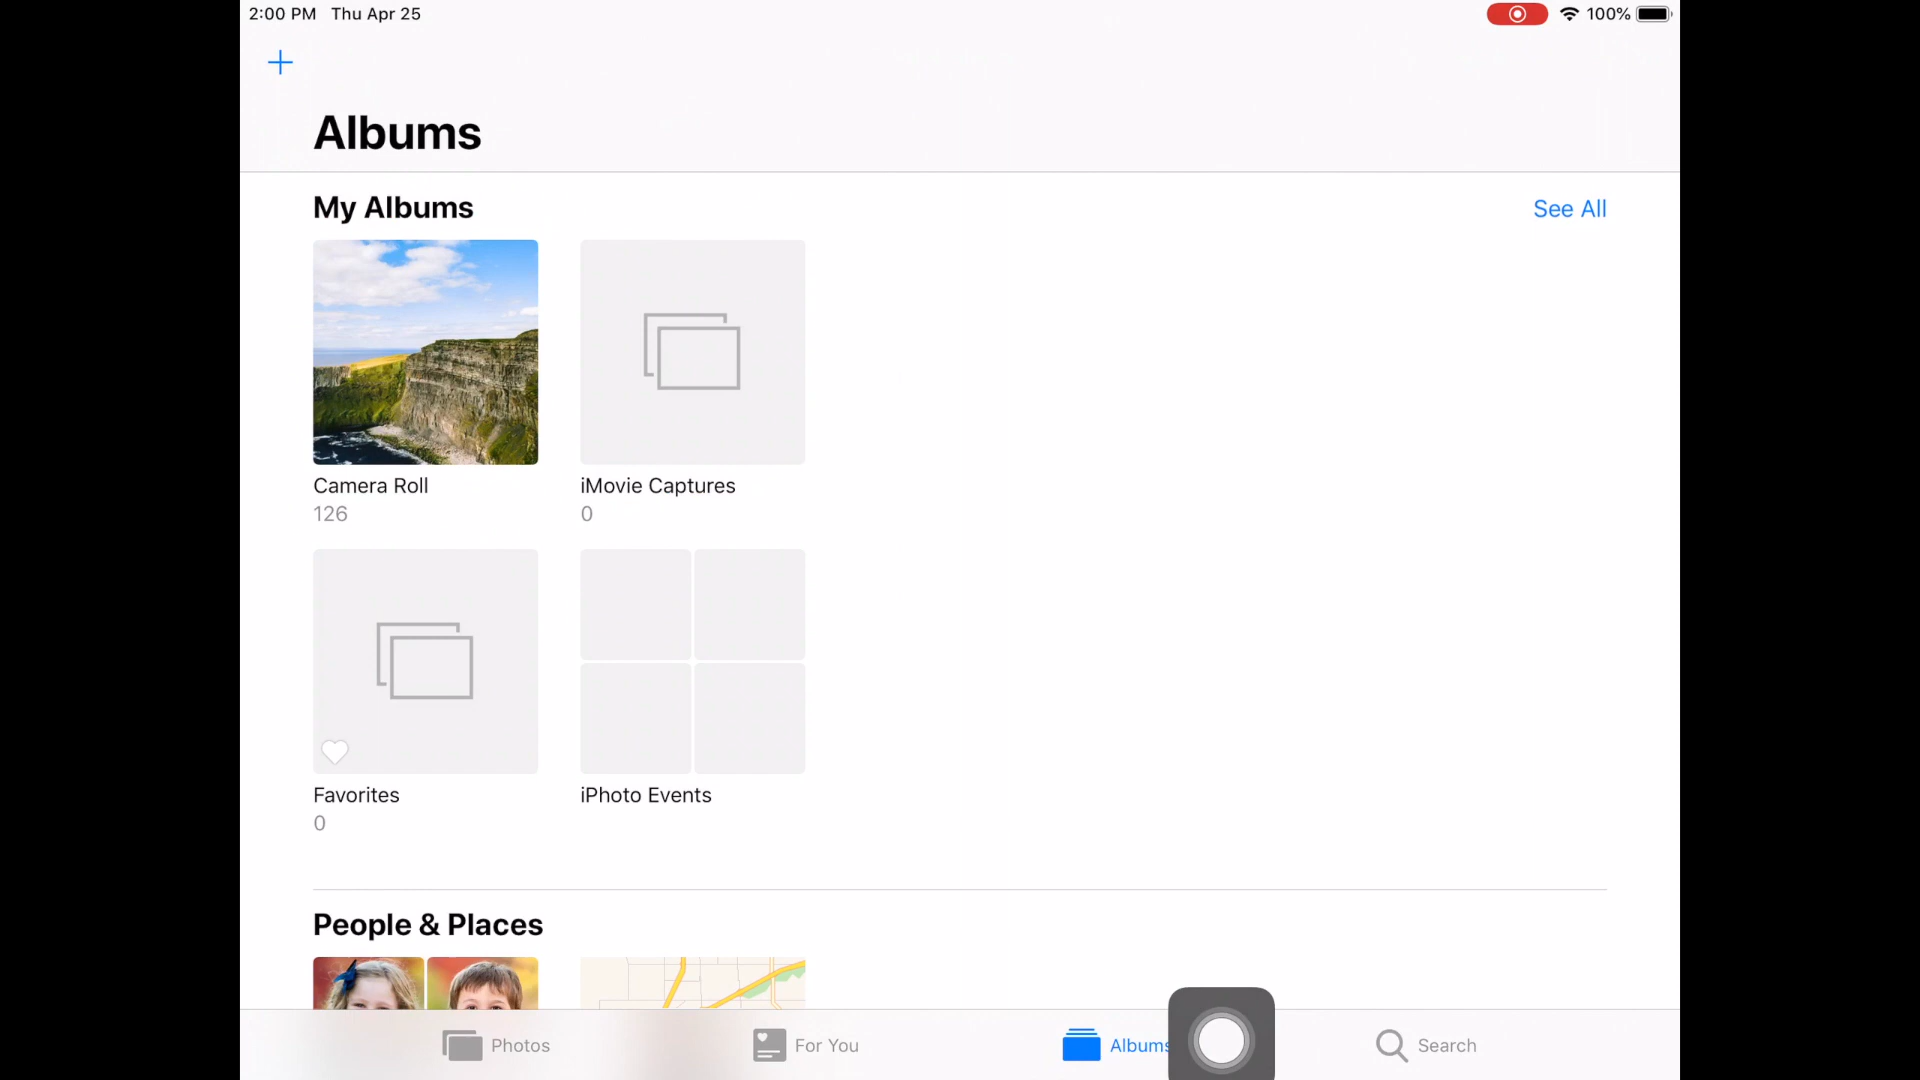 2:00 PM Thu Apr 25
100%
Albums
My Albums
See All
Camera Roll
126
iMovie Captures
0
Favorites
0
iPhoto Events
People & Places
Photos
For You
Albums
Search